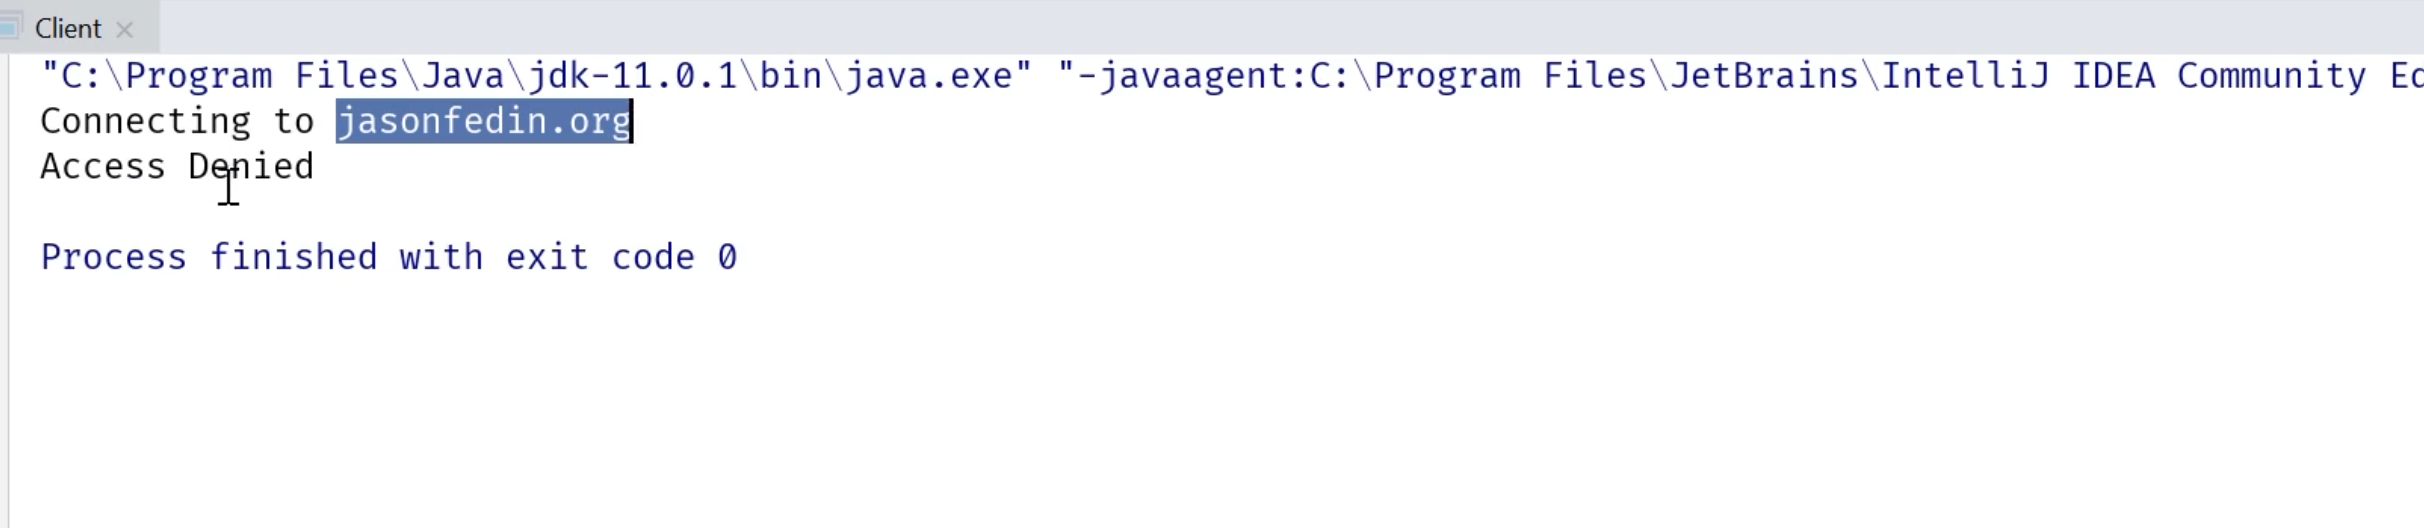 Client
"C:\Program Files\Java\jdk-11.0.1\bin\java.exe" "-javaagent:C:\Program Files\JetBrains\IntelliJ IDEA Community
Connecting to jasonfedin.org
Access Denied
Process finished with exit code 0